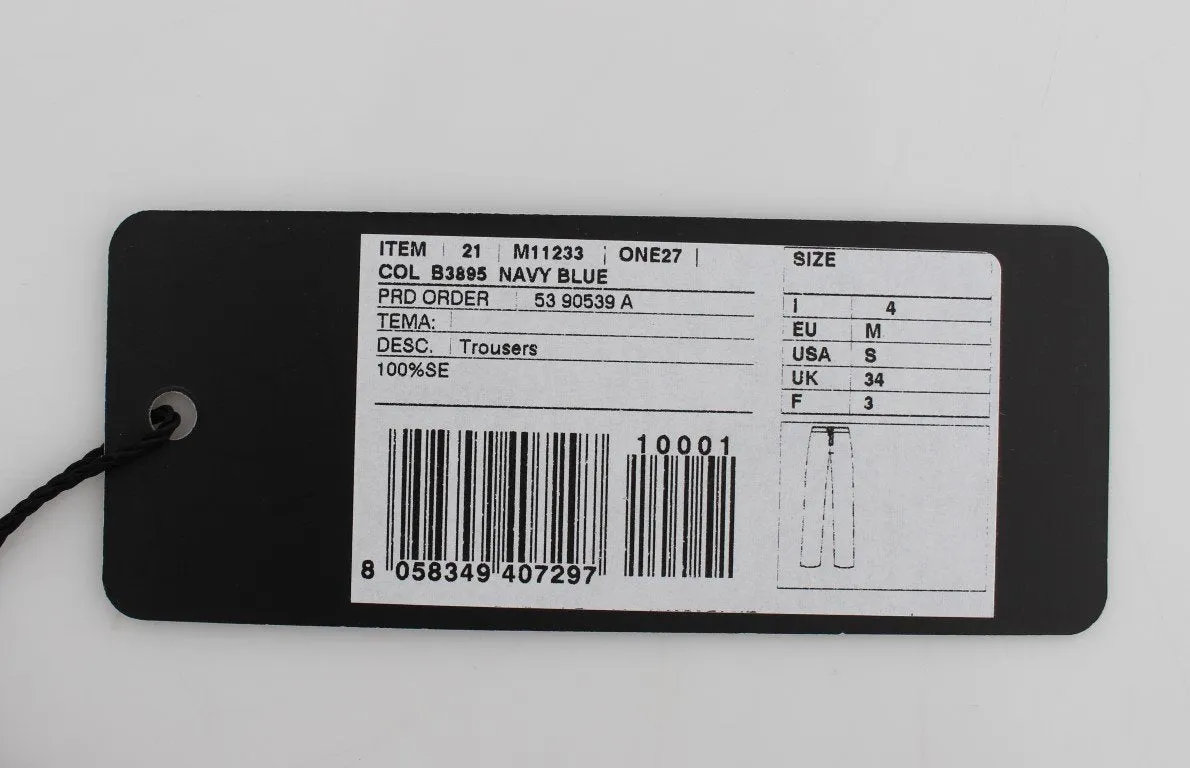 ITEM 21 M11233 ONE27
COL B3895 NAVY BLUE
PRD ORDER 53 90539 A
TEMA:
DESC. Trousers
100%SE
10001
8 058349 407297
SIZE
I 4
EU M
USA S
UK 34
F 3